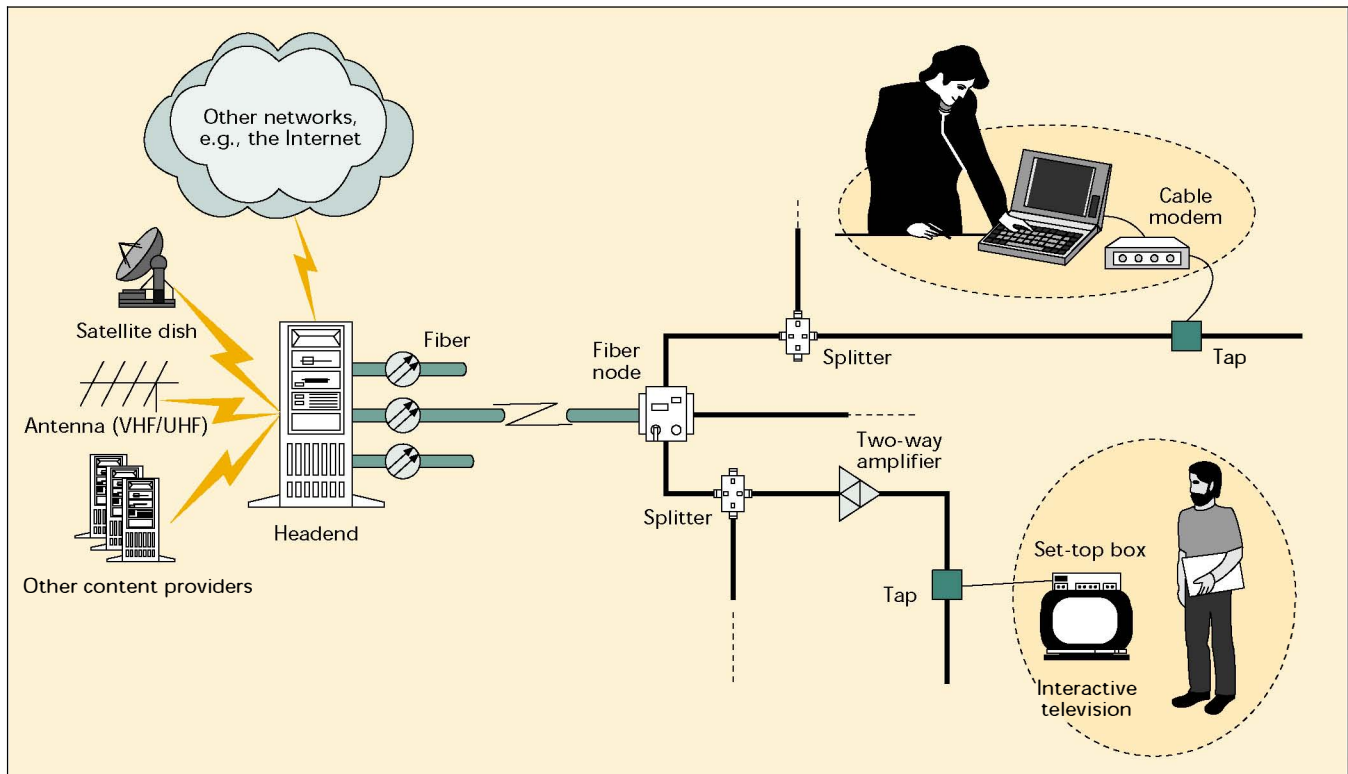 Other networks,
e.g., the Internet
Satellite dish
Antenna (VHF/UHF)
Other content providers
Headend
Fiber
Fiber
node
Splitter
Cable
modem
Tap
Splitter
Two-way
amplifier
Tap
Set-top box
Interactive
television